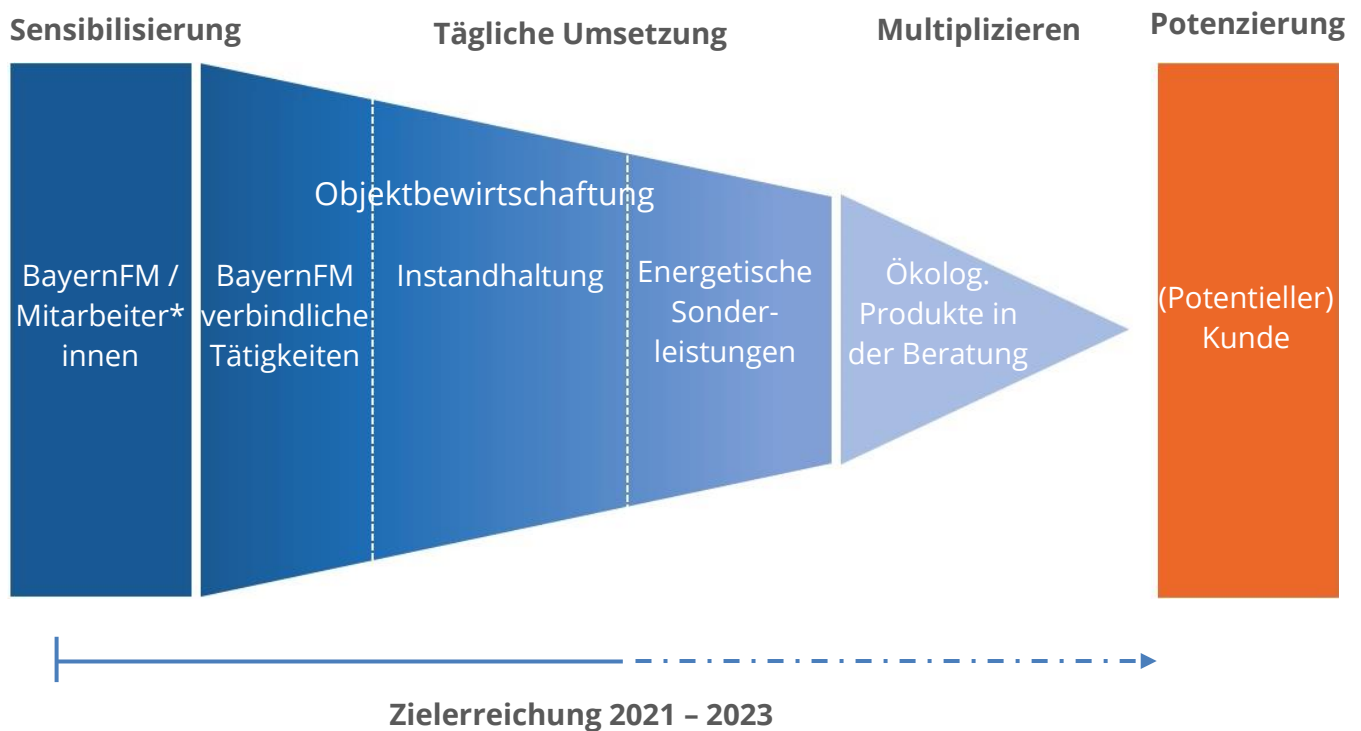 Sensibilisierung
Tägliche Umsetzung
Multiplizieren
Potenzierung
Objektbewirtschaftung
BayernFM /
Mitarbeiter*
innen
BayernFM
verbindliche
Tätigkeiten
Instandhaltung
Energetische
Sonder-
leistungen
Ökolog.
Produkte in
der Beratung
(Potentieller)
Kunde
Zielerreichung 2021 – 2023